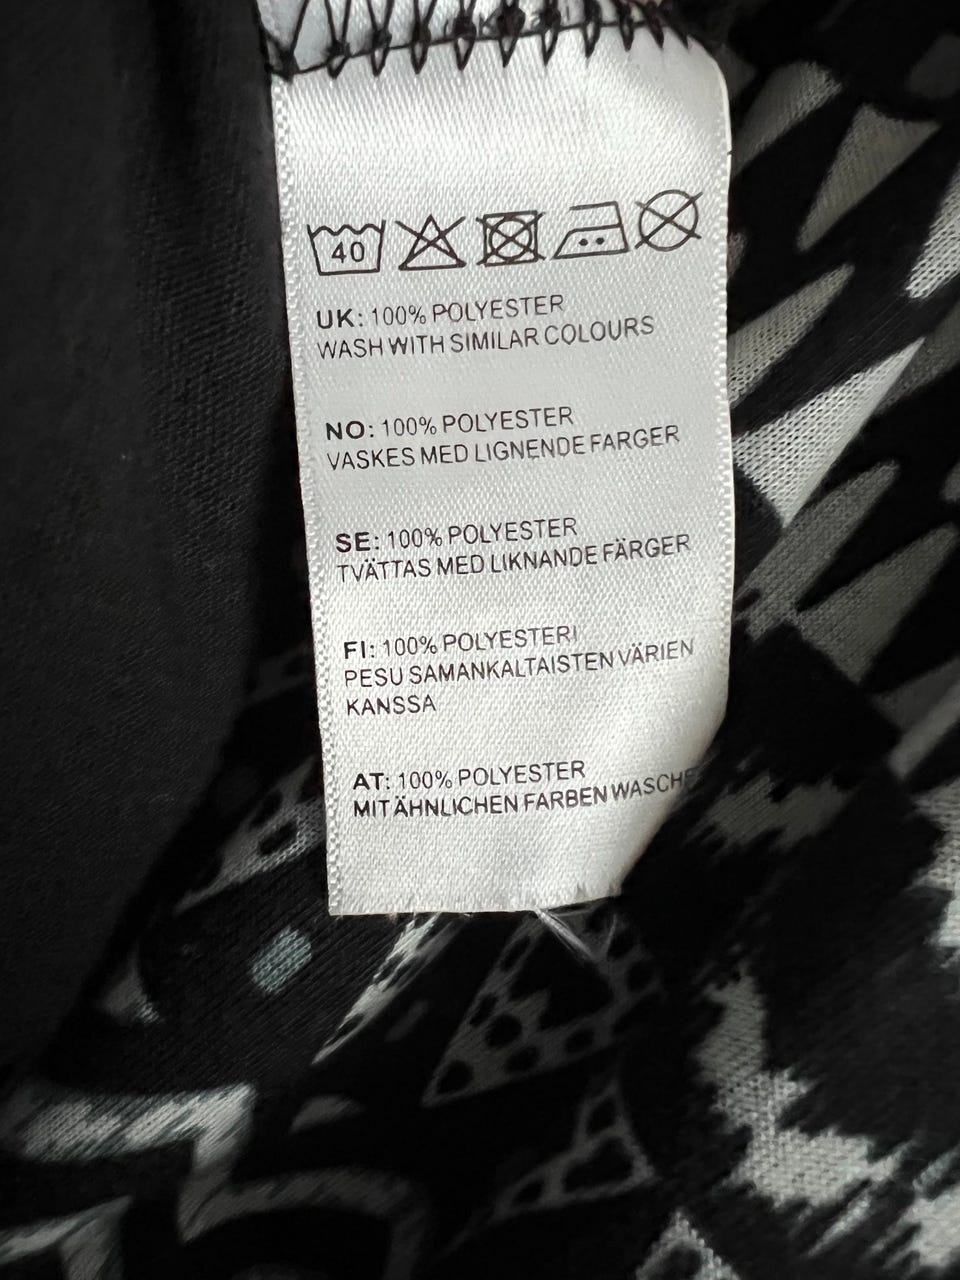 40
UK: 100% POLYESTER
WASH WITH SIMILAR COLOURS
NO: 100% POLYESTER
VASKES MED LIGNENDE FARGER
SE: 100% POLYESTER
TVÄTTAS MED LIKNANDE FÄRGER
FI: 100% POLYESTERI
PESU SAMANKALTAISTEN VÄRIEN
KANSSA
AT: 100% POLYESTER
MIT ÄHNLICHEN FARBEN WASCHE